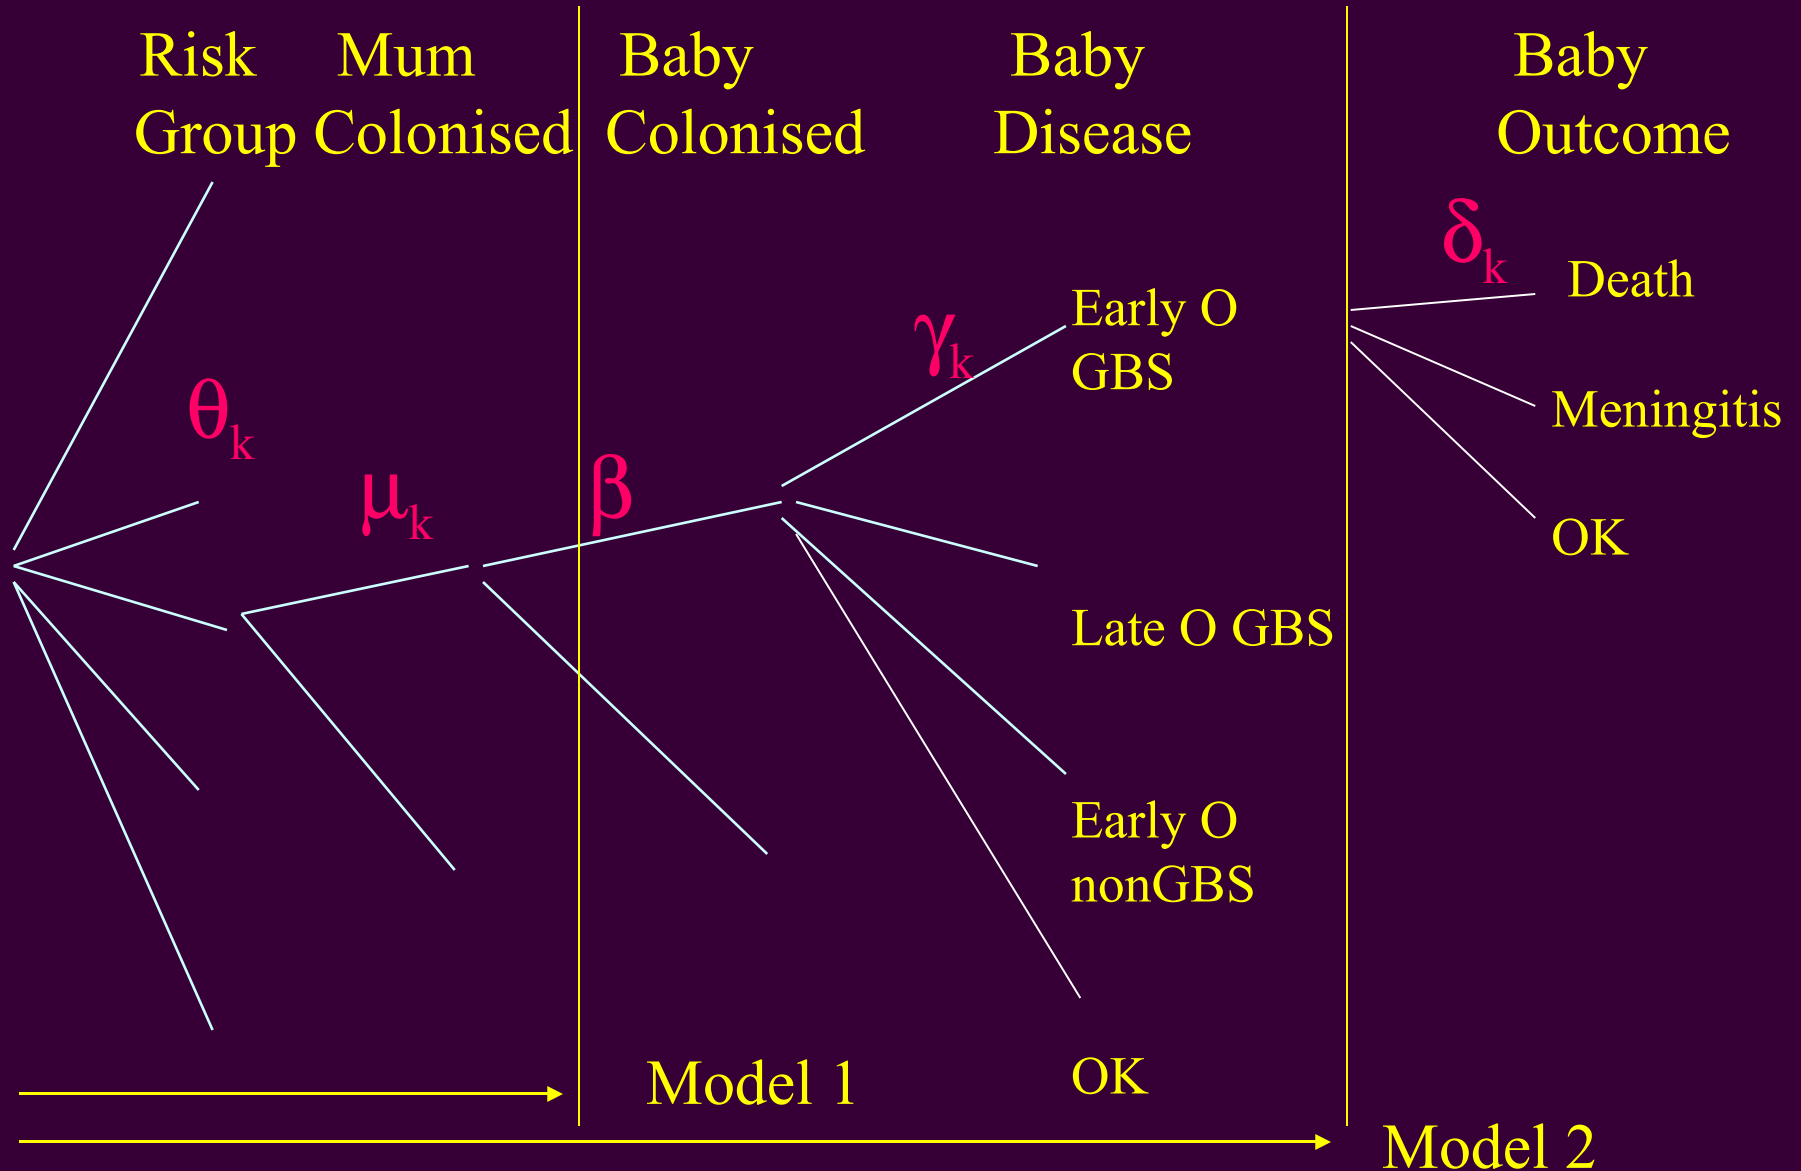 Risk Group
Mum Colonised
Baby Colonised
Baby Disease
Baby Outcome
θk
μk
β
γk
δk
Early O
GBS
Late O GBS
Early O
nonGBS
OK
Death
Meningitis
OK
Model 1
Model 2